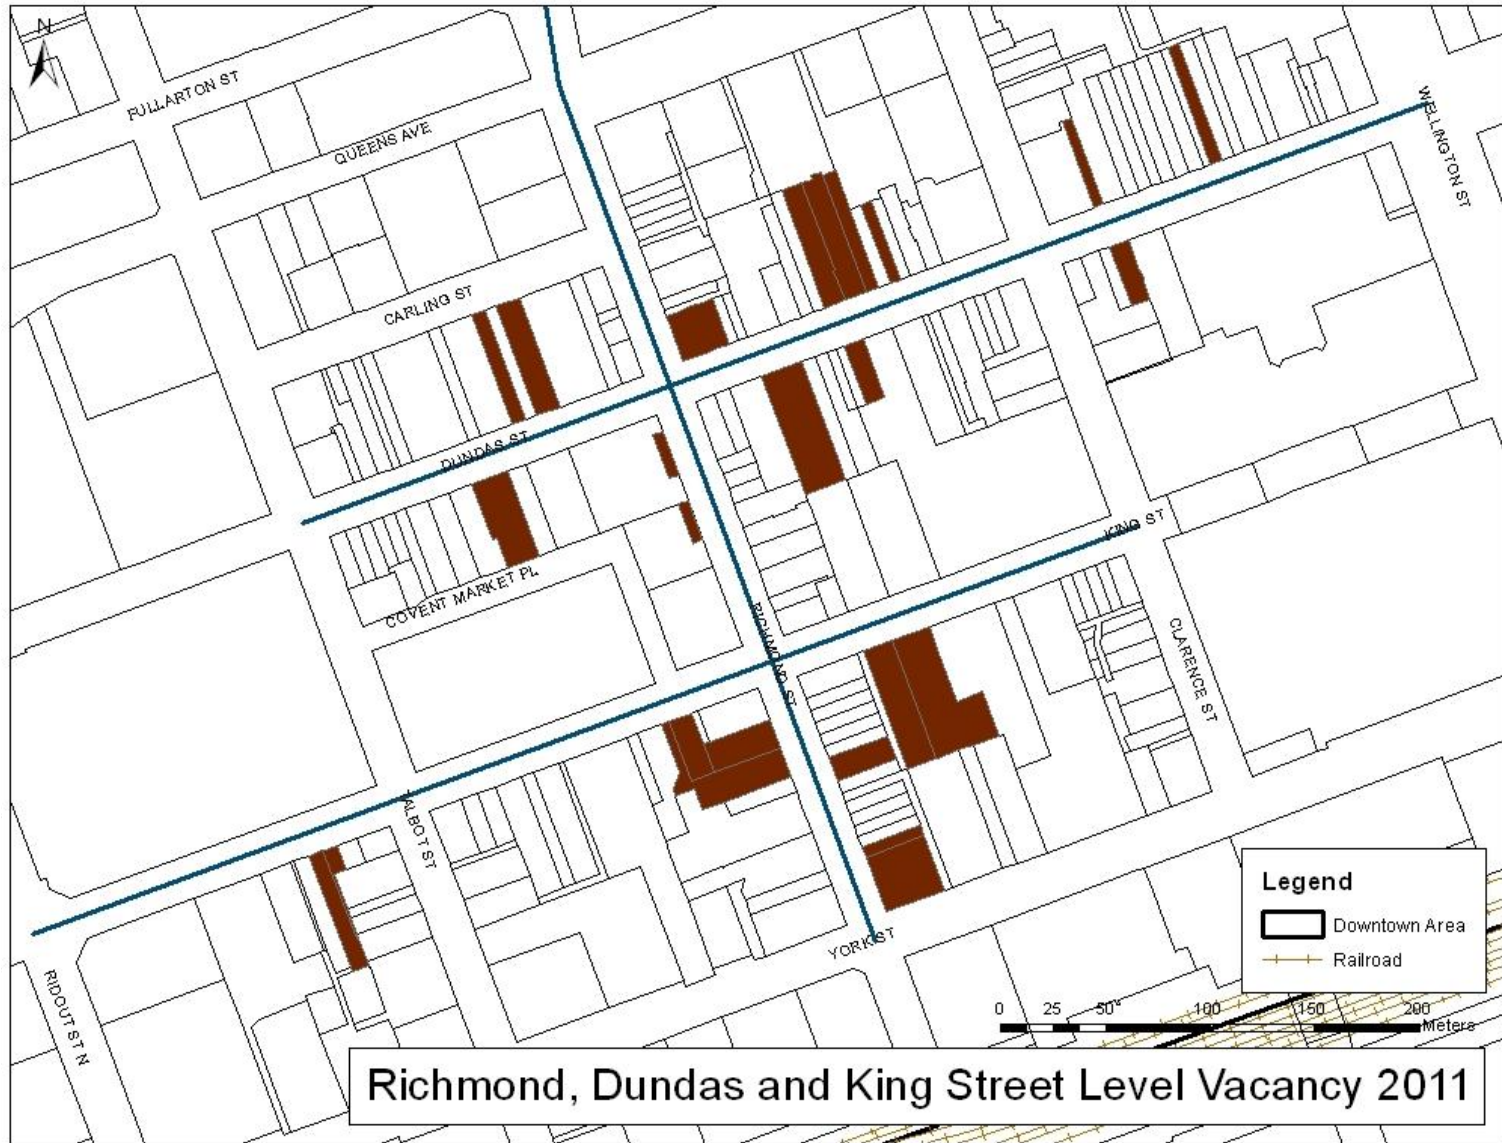 N
FULLARTON ST
QUEENS AVE
WELLINGTON ST
CARLING ST
DUNDAS ST
KING ST
COVENT MARKET PL
RICHMOND ST
CLARENCE ST
TALBOT ST
YORK ST
RIDOUT ST N
Legend
Downtown Area
Railroad
0 25 50 100 150 200
Meters
Richmond, Dundas and King Street Level Vacancy 2011